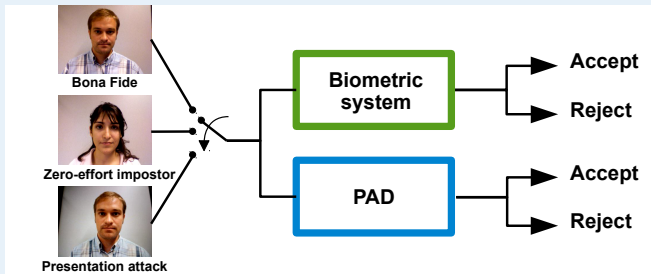 Bona Fide
Zero-effort impostor
Presentation attack
Biometric
system
PAD
Accept
Reject
Accept
Reject